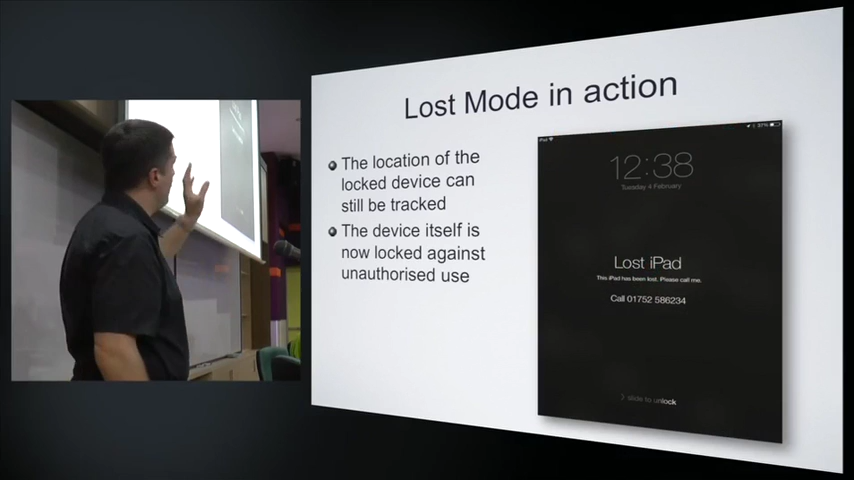 Lost Mode in action
The location of the
locked device can
still be tracked
The device itself is
now locked against
unauthorised use
iPad
37%
12:38
Tuesday 4 February
Lost iPad
This iPad has been lost. Please call me.
Call 01752 586234
slide to unlock